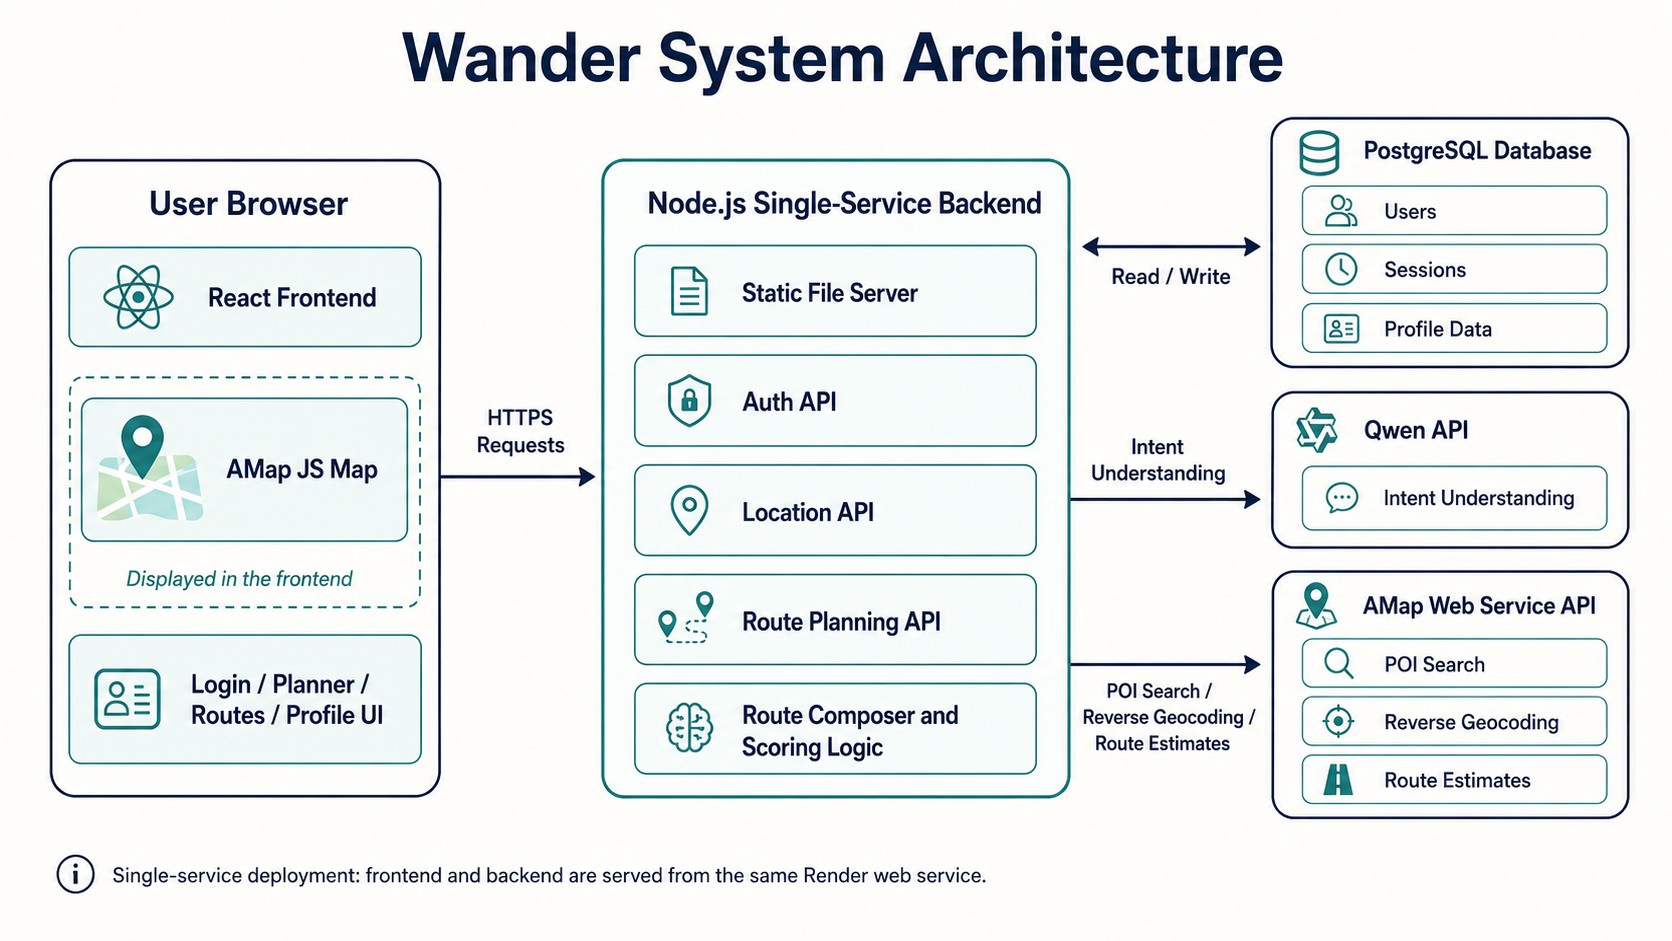 Wander System Architecture
User Browser
React Frontend
AMap JS Map
Displayed in the frontend
Login / Planner /
Routes / Profile UI
HTTPS
Requests
Node.js Single-Service Backend
Static File Server
Auth API
Location API
Route Planning API
Route Composer and
Scoring Logic
Read / Write
Intent
Understanding
POI Search /
Reverse Geocoding /
Route Estimates
PostgreSQL Database
Users
Sessions
Profile Data
Qwen API
Intent Understanding
AMap Web Service API
POI Search
Reverse Geocoding
Route Estimates
Single-service deployment: frontend and backend are served from the same Render web service.